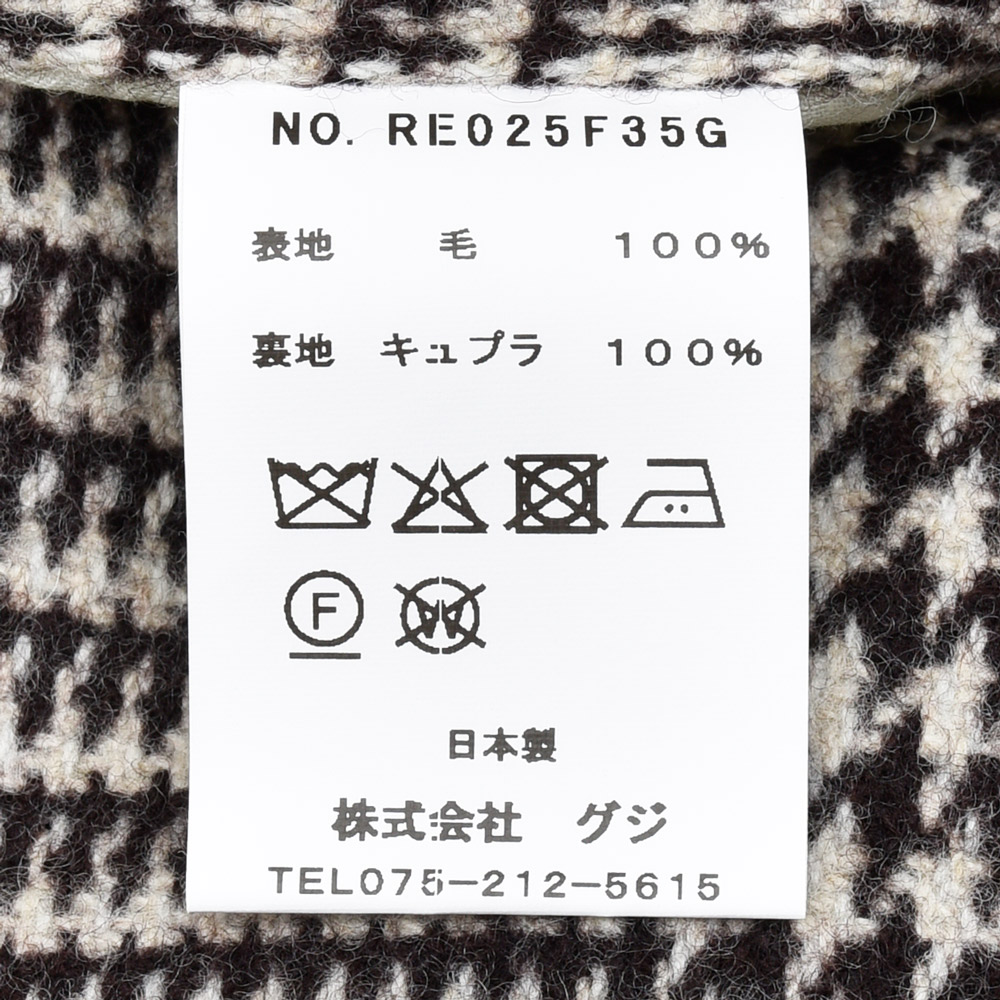 NO. RE025F35G
表地 毛 100%
裏地 キュプラ 100%
F
W
日本製
株式会社 グジ
TEL075-212-5615